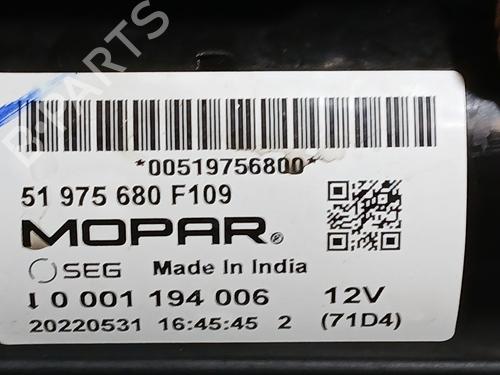 *00519756800*
51 975 680 F109
MOPAR®
SEG Made In India
0 001 194 006 12V
20220531 16:45:45 2 (71D4)
B-PARTS